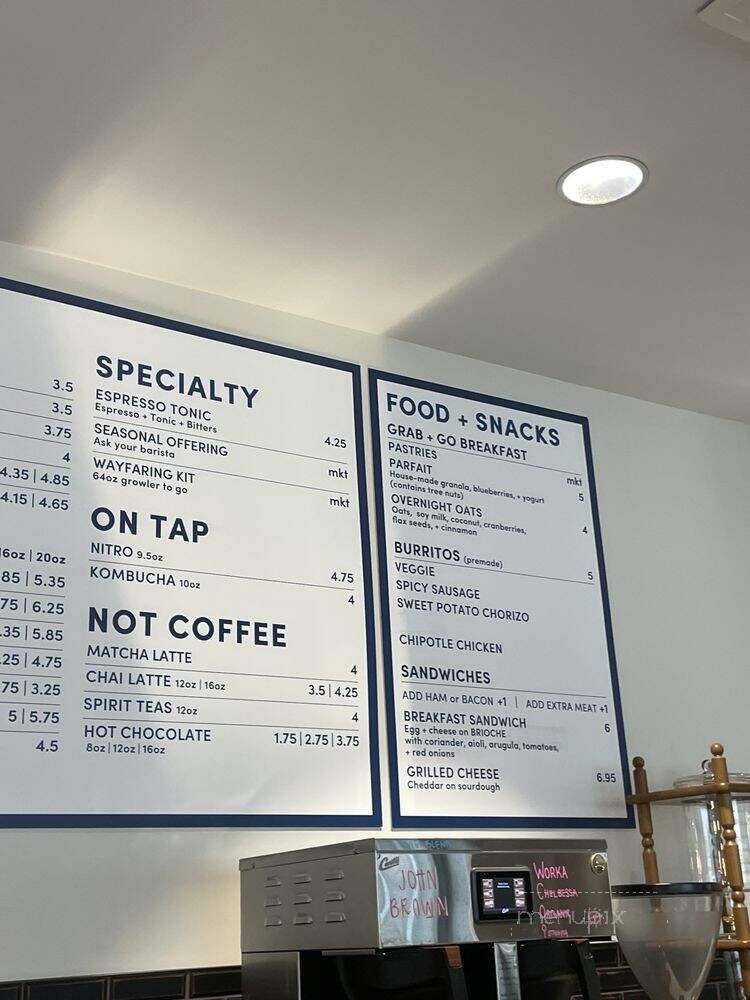 3.5
3.5
3.75
4
4.35 | 4.85
4.15 | 4.65
16oz | 20oz
85 | 5.35
75 | 6.25
.35 | 5.85
.25 | 4.75
75 | 3.25
5 | 5.75
4.5
SPECIALTY
ESPRESSO TONIC 4.25
Espresso + Tonic + Bitters
SEASONAL OFFERING mkt
Ask your barista
WAYFARING KIT mkt
64oz growler to go
ON TAP
NITRO 9.5oz 4.75
KOMBUCHA 10oz 4
NOT COFFEE
MATCHA LATTE 4
CHAI LATTE 12oz | 16oz 3.5 | 4.25
SPIRIT TEAS 12oz 4
HOT CHOCOLATE 1.75 | 2.75 | 3.75
8oz | 12oz | 16oz
FOOD + SNACKS
GRAB + GO BREAKFAST
PASTRIES mkt
PARFAIT 5
House-made granola, blueberries, + yogurt
(contains tree nuts)
OVERNIGHT OATS 4
Oats, soy milk, coconut, cranberries,
flax seeds, + cinnamon
BURRITOS (premade)
VEGGIE 5
SPICY SAUSAGE
SWEET POTATO CHORIZO
CHIPOTLE CHICKEN
SANDWICHES
ADD HAM or BACON +1 | ADD EXTRA MEAT +1
BREAKFAST SANDWICH 6
Egg + cheese on BRIOCHE
with coriander, aioli, arugula, tomatoes,
+ red onions
GRILLED CHEESE 6.95
Cheddar on sourdough
BLEND
JOHN
BROWN
WORKA
CHELBESSA
menupix